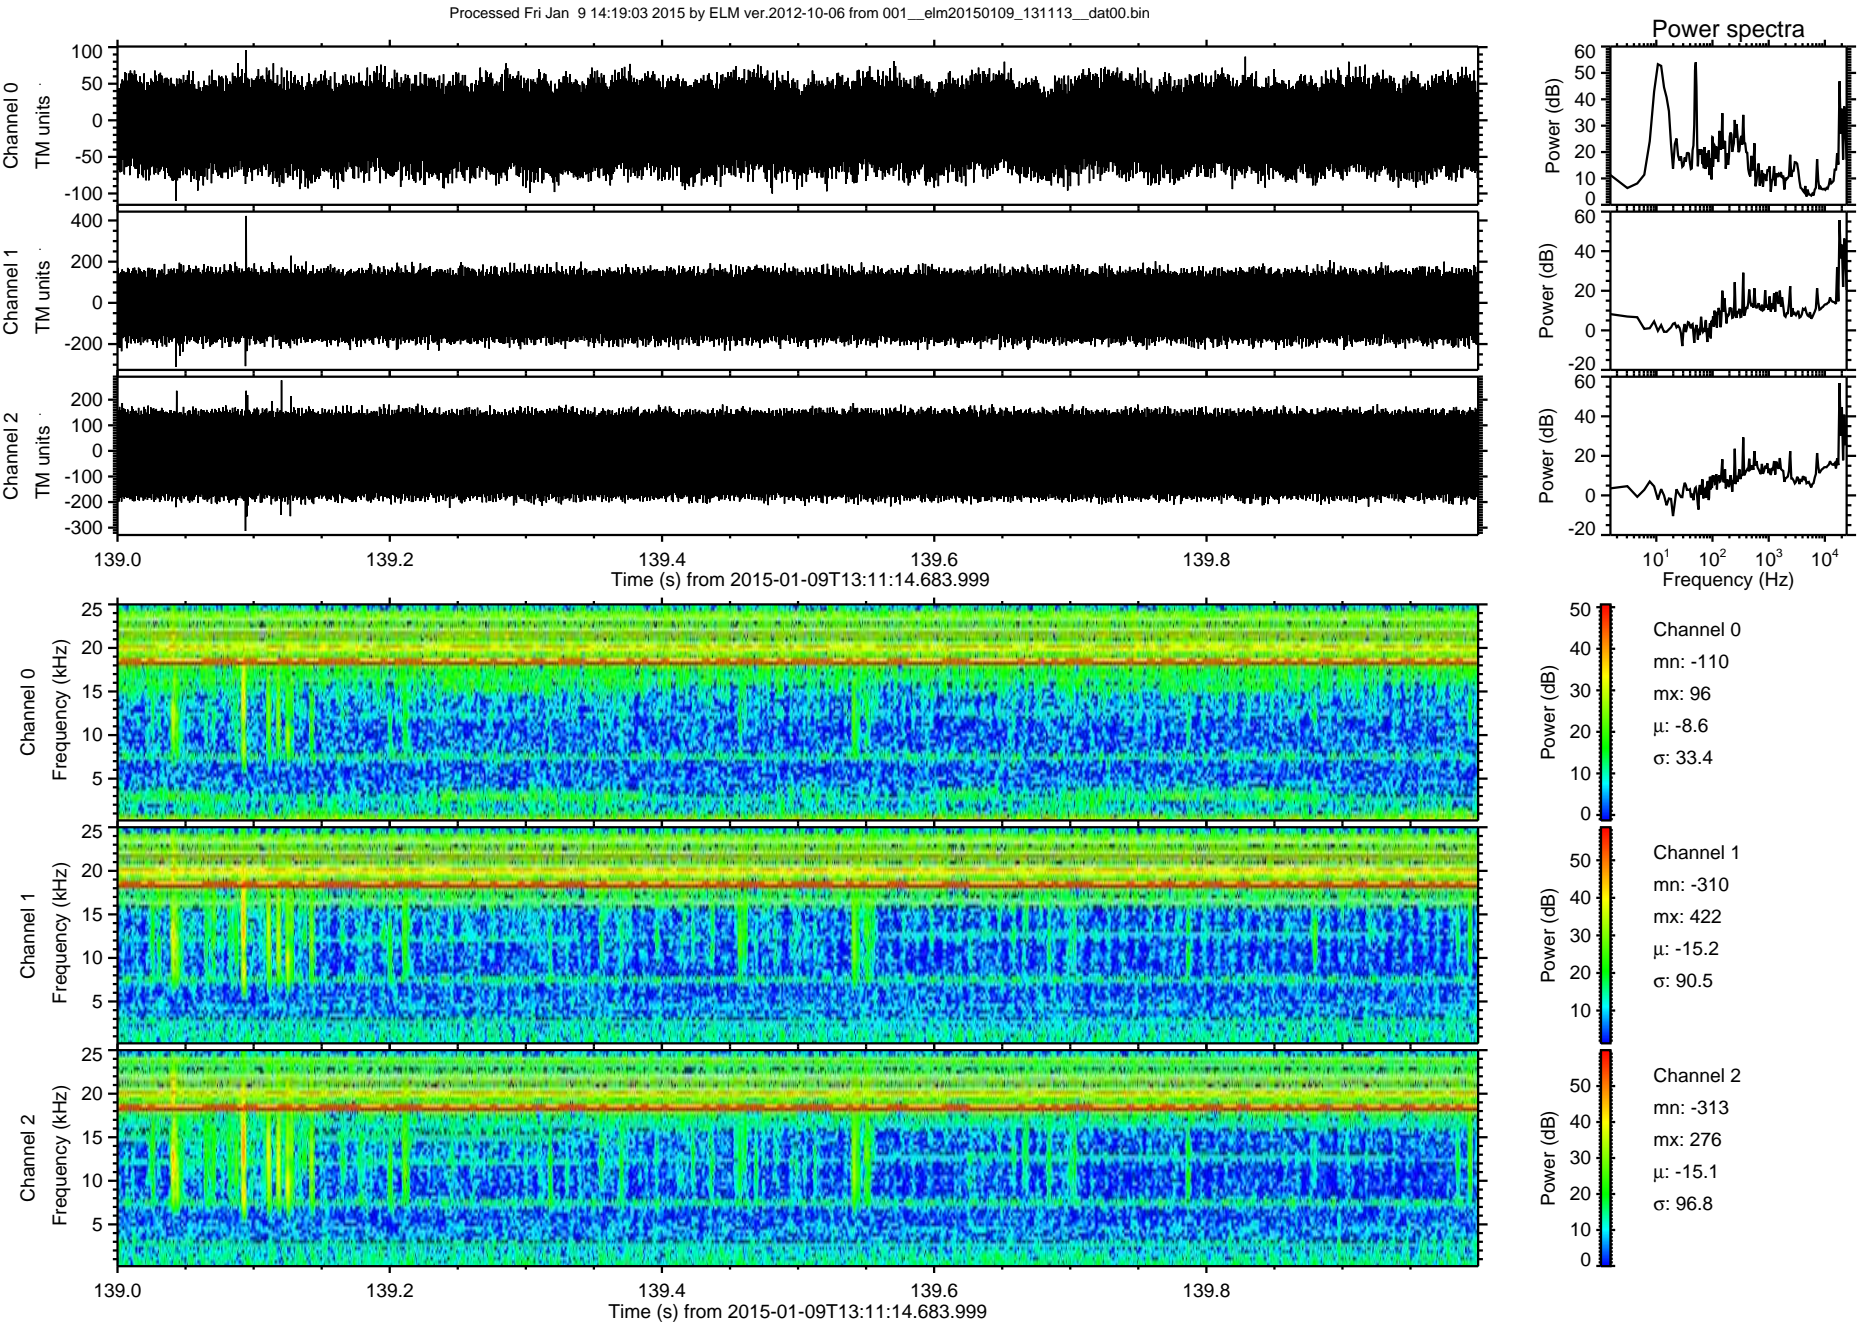 Processed Fri Jan  9 14:19:03 2015 by ELM ver.2012-10-06 from 001__elm20150109_131113__dat00.bin
Power spectra
Channel 0
TM units
100
50
0
-50
-100
Power (dB)
60
50
40
30
20
10
0
Channel 1
TM units
400
200
0
-200
Power (dB)
60
40
20
0
-20
Channel 2
TM units
200
100
0
-100
-200
-300
Power (dB)
60
40
20
0
-20
139.0 139.2 139.4 139.6 139.8
Time (s) from 2015-01-09T13:11:14.683.999
10^1 10^2 10^3 10^4
Frequency (Hz)
Channel 0
Frequency (kHz)
25
20
15
10
5
Power (dB)
50
40
30
20
10
0
Channel 0
mn: -110
mx: 96
μ: -8.6
σ: 33.4
Channel 1
Frequency (kHz)
25
20
15
10
5
Power (dB)
50
40
30
20
10
Channel 1
mn: -310
mx: 422
μ: -15.2
σ: 90.5
Channel 2
Frequency (kHz)
25
20
15
10
5
Power (dB)
50
40
30
20
10
0
Channel 2
mn: -313
mx: 276
μ: -15.1
σ: 96.8
139.0 139.2 139.4 139.6 139.8
Time (s) from 2015-01-09T13:11:14.683.999